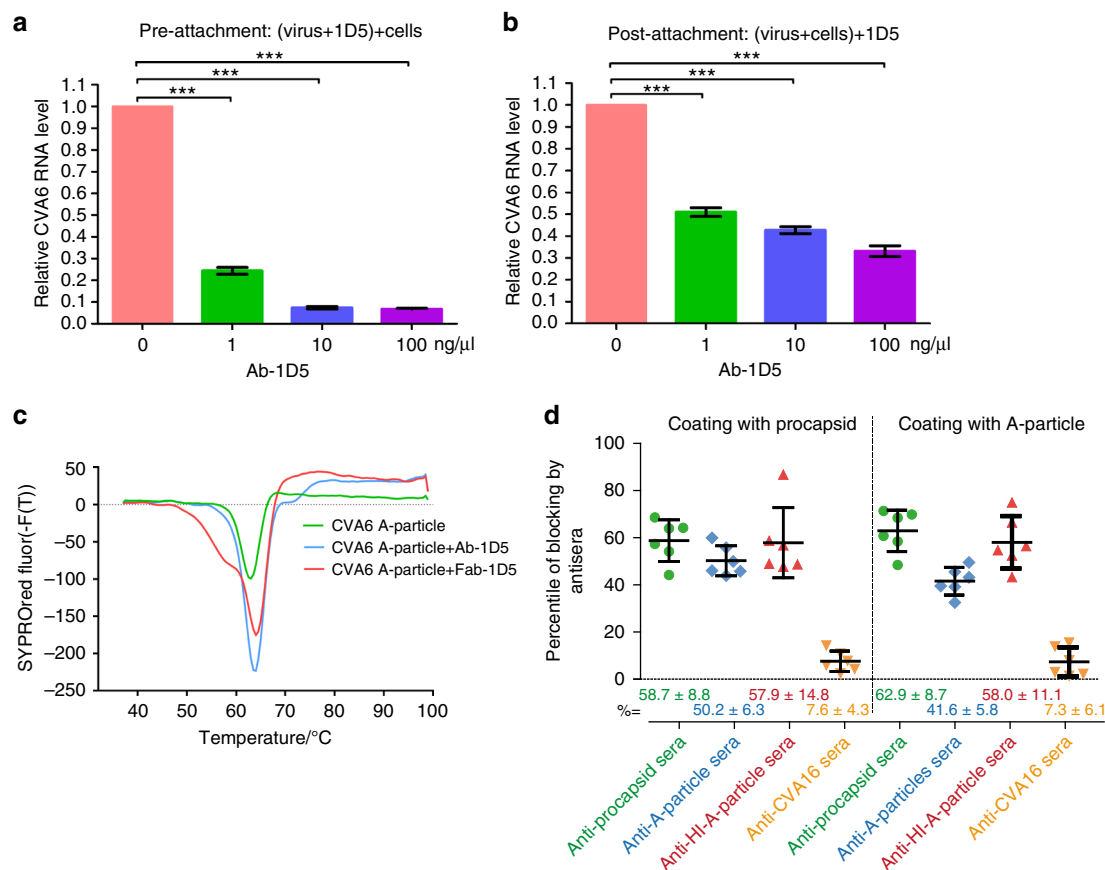 a
Pre-attachment: (virus+1D5)+cells
***
***
***
Relative CVA6 RNA level
1.1
1.0
0.9
0.8
0.7
0.6
0.5
0.4
0.3
0.2
0.1
0.0
0 1 10 100 ng/μl
Ab-1D5
b
Post-attachment: (virus+cells)+1D5
***
***
***
Relative CVA6 RNA level
1.1
1.0
0.9
0.8
0.7
0.6
0.5
0.4
0.3
0.2
0.1
0.0
0 1 10 100 ng/μl
Ab-1D5
c
SYPROred fluor(-F(T))
50
0
−50
−100
−150
−200
−250
CVA6 A-particle
CVA6 A-particle+Ab-1D5
CVA6 A-particle+Fab-1D5
40 50 60 70 80 90 100
Temperature/°C
d
Coating with procapsid Coating with A-particle
Percentile of blocking by
antisera
100
80
60
40
20
0
58.7 ± 8.8 57.9 ± 14.8 62.9 ± 8.7 58.0 ± 11.1
%= 50.2 ± 6.3 7.6 ± 4.3 41.6 ± 5.8 7.3 ± 6.1
Anti-procapsid sera
Anti-A-particle sera
Anti-HI-A-particle sera
Anti-CVA16 sera
Anti-procapsid sera
Anti-A-particles sera
Anti-HI-A-particle sera
Anti-CVA16 sera